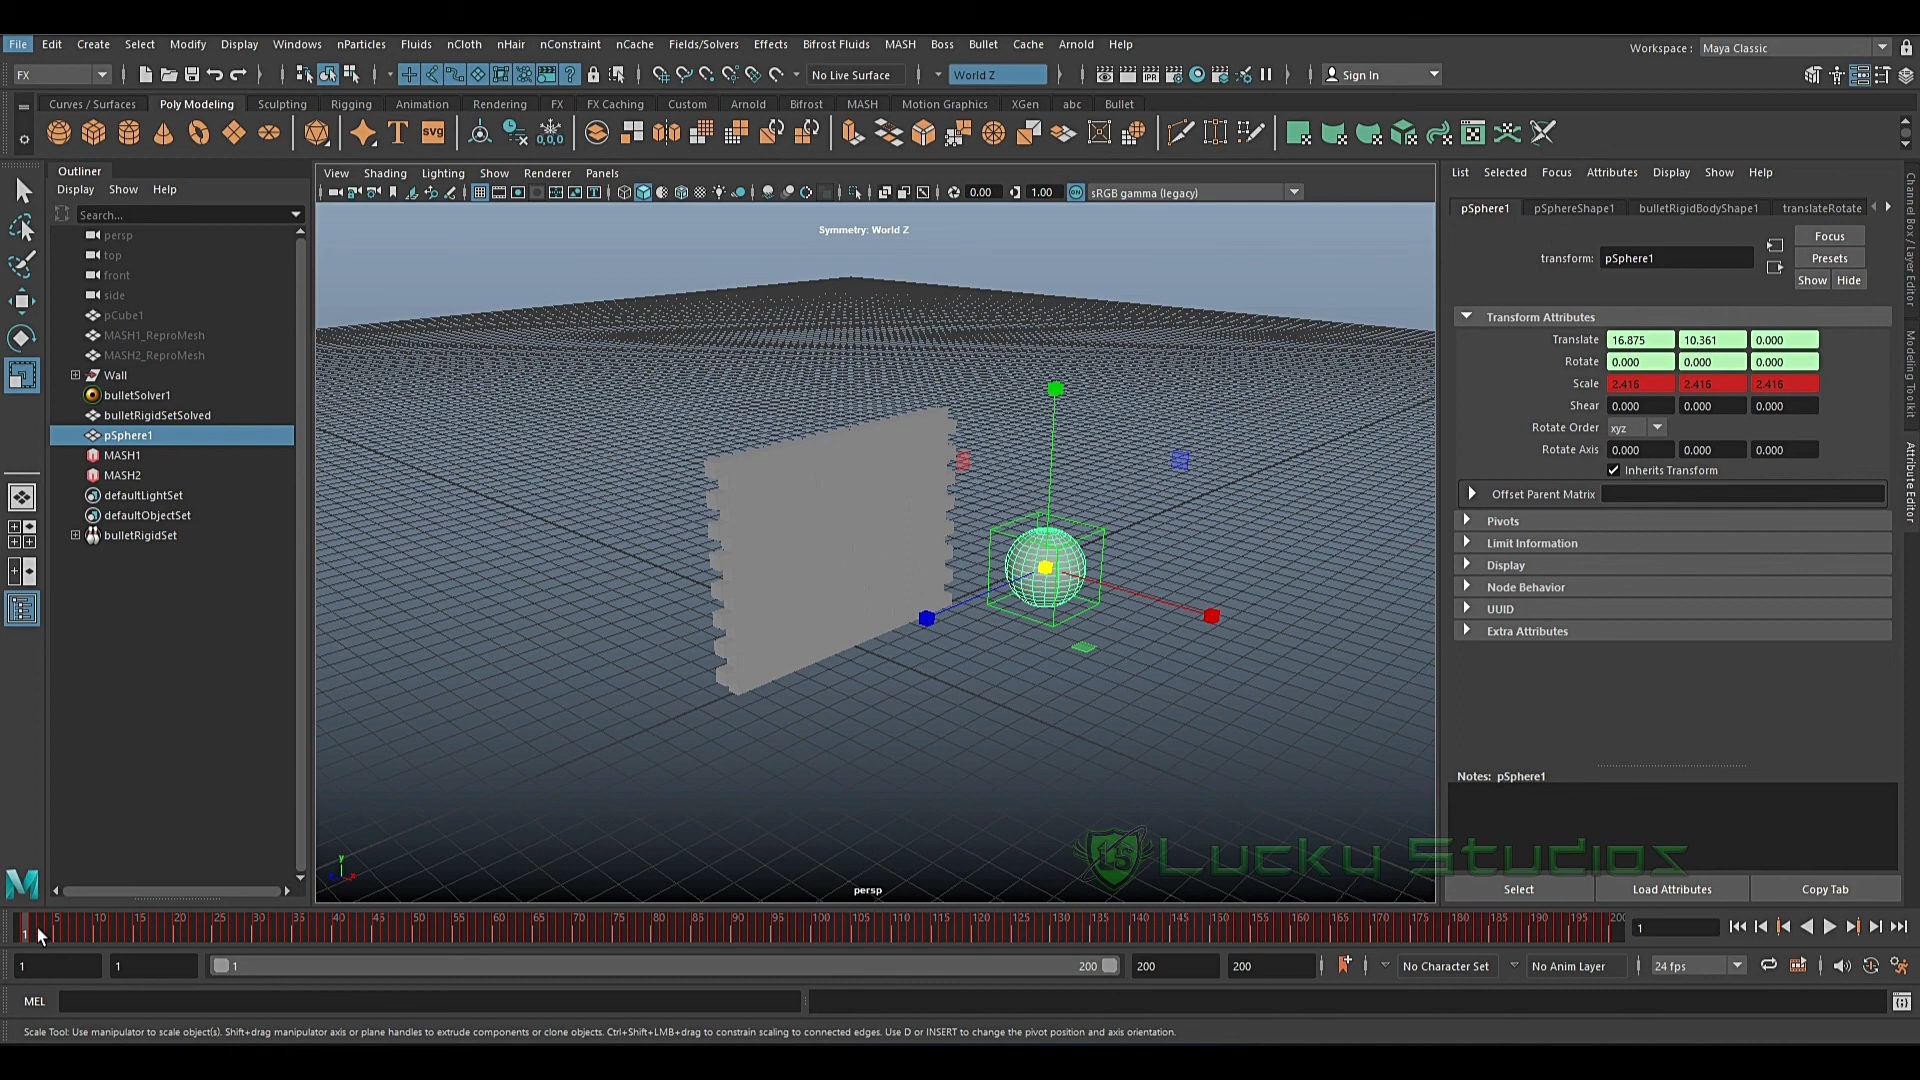 File Edit Create Select Modify Display Windows nParticles Fluids nCloth nHair nConstraint nCache Fields/Solvers Effects Bifrost Fluids MASH Boss Bullet Cache Arnold Help
Workspace : Maya Classic
FX No Live Surface World Z IPR Sign In
Curves / Surfaces Poly Modeling Sculpting Rigging Animation Rendering FX FX Caching Custom Arnold Bifrost MASH Motion Graphics XGen abc Bullet
T svg 0,0,0
Outliner
Display Show Help
Search...
persp
top
front
side
pCube1
MASH1_ReproMesh
MASH2_ReproMesh
Wall
bulletSolver1
bulletRigidSetSolved
pSphere1
MASH1
MASH2
defaultLightSet
defaultObjectSet
bulletRigidSet
View Shading Lighting Show Renderer Panels
0.00 1.00 ON sRGB gamma (legacy)
Symmetry: World Z
y
persp
List Selected Focus Attributes Display Show Help
pSphere1 pSphereShape1 bulletRigidBodyShape1 translateRotate
transform: pSphere1
Focus
Presets
Show Hide
Transform Attributes
Translate 16.875 10.361 0.000
Rotate 0.000 0.000 0.000
Scale 2.416 2.416 2.416
Shear 0.000 0.000 0.000
Rotate Order xyz
Rotate Axis 0.000 0.000 0.000
Inherits Transform
Offset Parent Matrix
Pivots
Limit Information
Display
Node Behavior
UUID
Extra Attributes
Notes: pSphere1
LS Lucky Studios
Select Load Attributes Copy Tab
Channel Box / Layer Editor
Modeling Toolkit
Attribute Editor
M
5 10 15 20 25 30 35 40 45 50 55 60 65 70 75 80 85 90 95 100 105 110 115 120 125 130 135 140 145 150 155 160 165 170 175 180 185 190 195 200
1
1
1 1 1 200 200 200 No Character Set No Anim Layer 24 fps
MEL
Scale Tool: Use manipulator to scale object(s). Shift+drag manipulator axis or plane handles to extrude components or clone objects. Ctrl+Shift+LMB+drag to constrain scaling to connected edges. Use D or INSERT to change the pivot position and axis orientation.